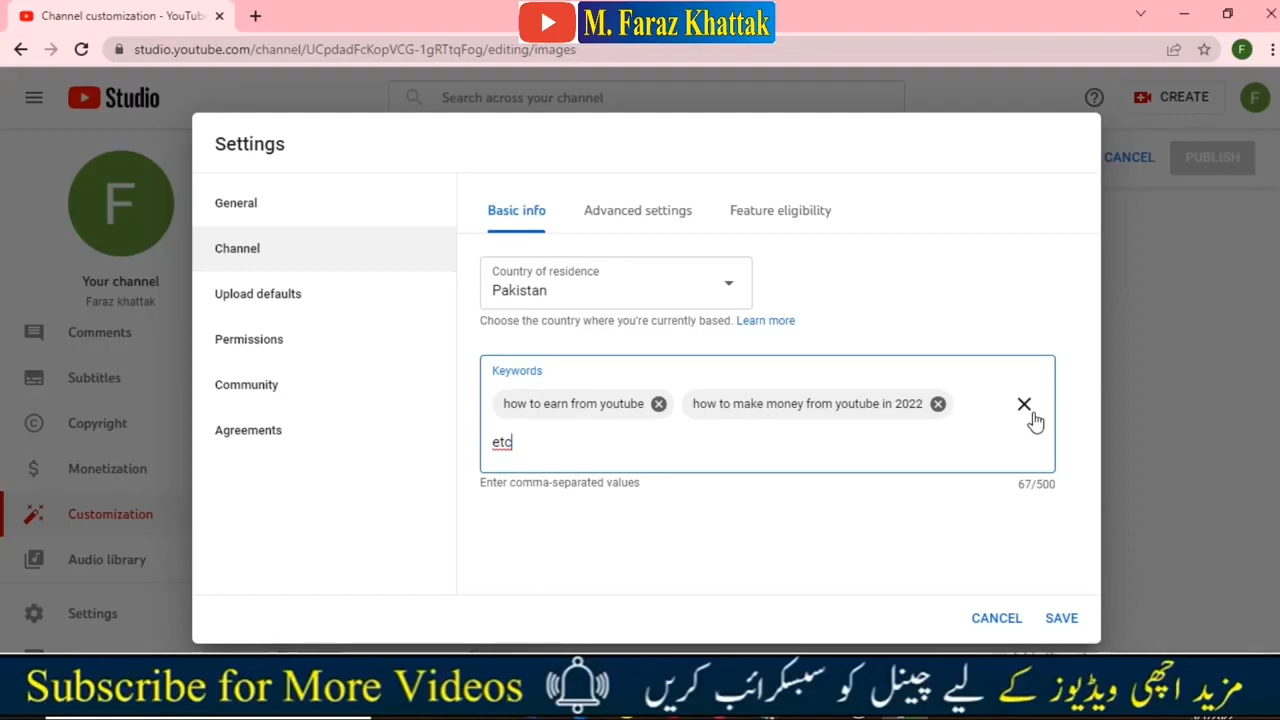 Channel customization - YouTube
M. Faraz Khattak
studio.youtube.com/channel/UCpdadFcKopVCG-1gRTtqFog/editing/images
F
Studio
Search across your channel
CREATE
F
CANCEL
PUBLISH
F
Your channel
Faraz khattak
Comments
Subtitles
Copyright
Monetization
Customization
Audio library
Settings
Settings
General
Channel
Upload defaults
Permissions
Community
Agreements
Basic info Advanced settings Feature eligibility
Country of residence
Pakistan
Choose the country where you're currently based. Learn more
Keywords
how to earn from youtube how to make money from youtube in 2022
etc
Enter comma-separated values 67/500
CANCEL SAVE
Subscribe for More Videos
مزید اچھی ویڈیوز کے لیے چینل کو سبسکرائب کریں